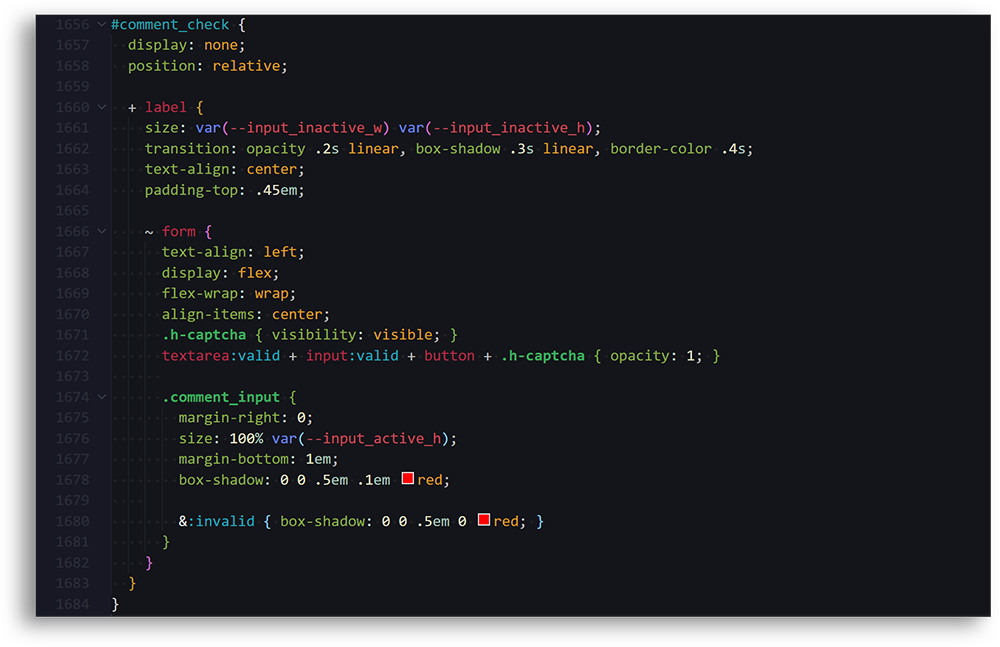 1656 #comment_check {
1657 display: none;
1658 position: relative;
1659
1660 + label {
1661 size: var(--input_inactive_w) var(--input_inactive_h);
1662 transition: opacity .2s linear, box-shadow .3s linear, border-color .4s;
1663 text-align: center;
1664 padding-top: .45em;
1665
1666 ~ form {
1667 text-align: left;
1668 display: flex;
1669 flex-wrap: wrap;
1670 align-items: center;
1671 .h-captcha { visibility: visible; }
1672 textarea:valid + input:valid + button + .h-captcha { opacity: 1; }
1673
1674 .comment_input {
1675 margin-right: 0;
1676 size: 100% var(--input_active_h);
1677 margin-bottom: 1em;
1678 box-shadow: 0 0 .5em .1em red;
1679
1680 &:invalid { box-shadow: 0 0 .5em 0 red; }
1681 }
1682 }
1683 }
1684 }